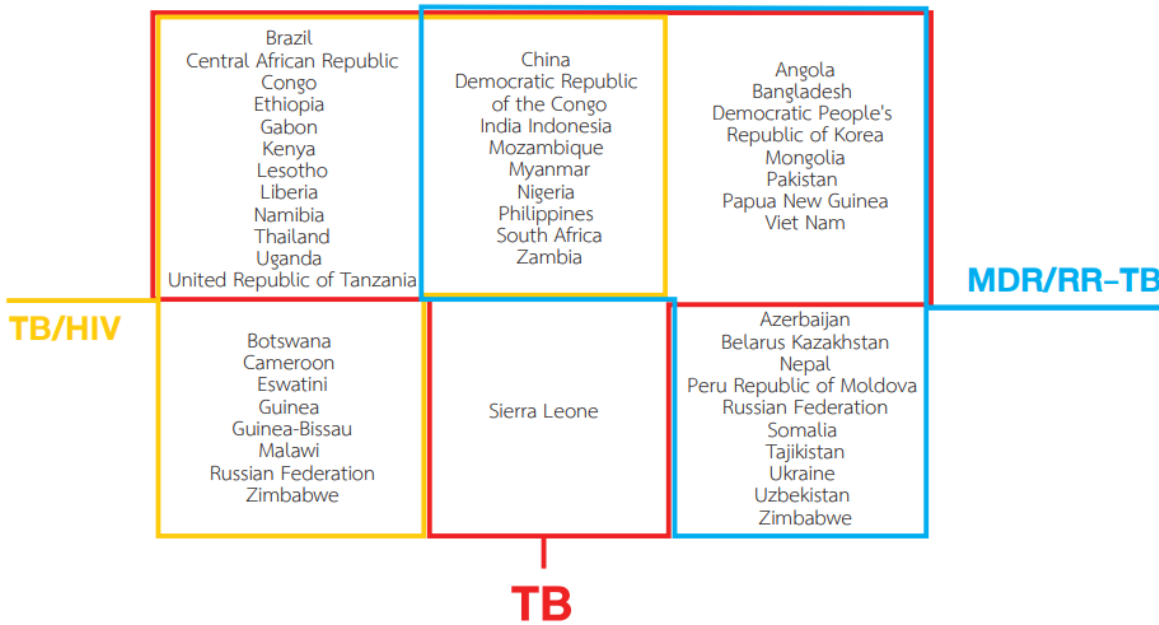 Brazil
Central African Republic
Congo
Ethiopia
Gabon
Kenya
Lesotho
Liberia
Namibia
Thailand
Uganda
United Republic of Tanzania
China
Democratic Republic
of the Congo
India Indonesia
Mozambique
Myanmar
Nigeria
Philippines
South Africa
Zambia
Angola
Bangladesh
Democratic People's
Republic of Korea
Mongolia
Pakistan
Papua New Guinea
Viet Nam
MDR/RR–TB
TB/HIV
Botswana
Cameroon
Eswatini
Guinea
Guinea-Bissau
Malawi
Russian Federation
Zimbabwe
Sierra Leone
Azerbaijan
Belarus Kazakhstan
Nepal
Peru Republic of Moldova
Russian Federation
Somalia
Tajikistan
Ukraine
Uzbekistan
Zimbabwe
TB